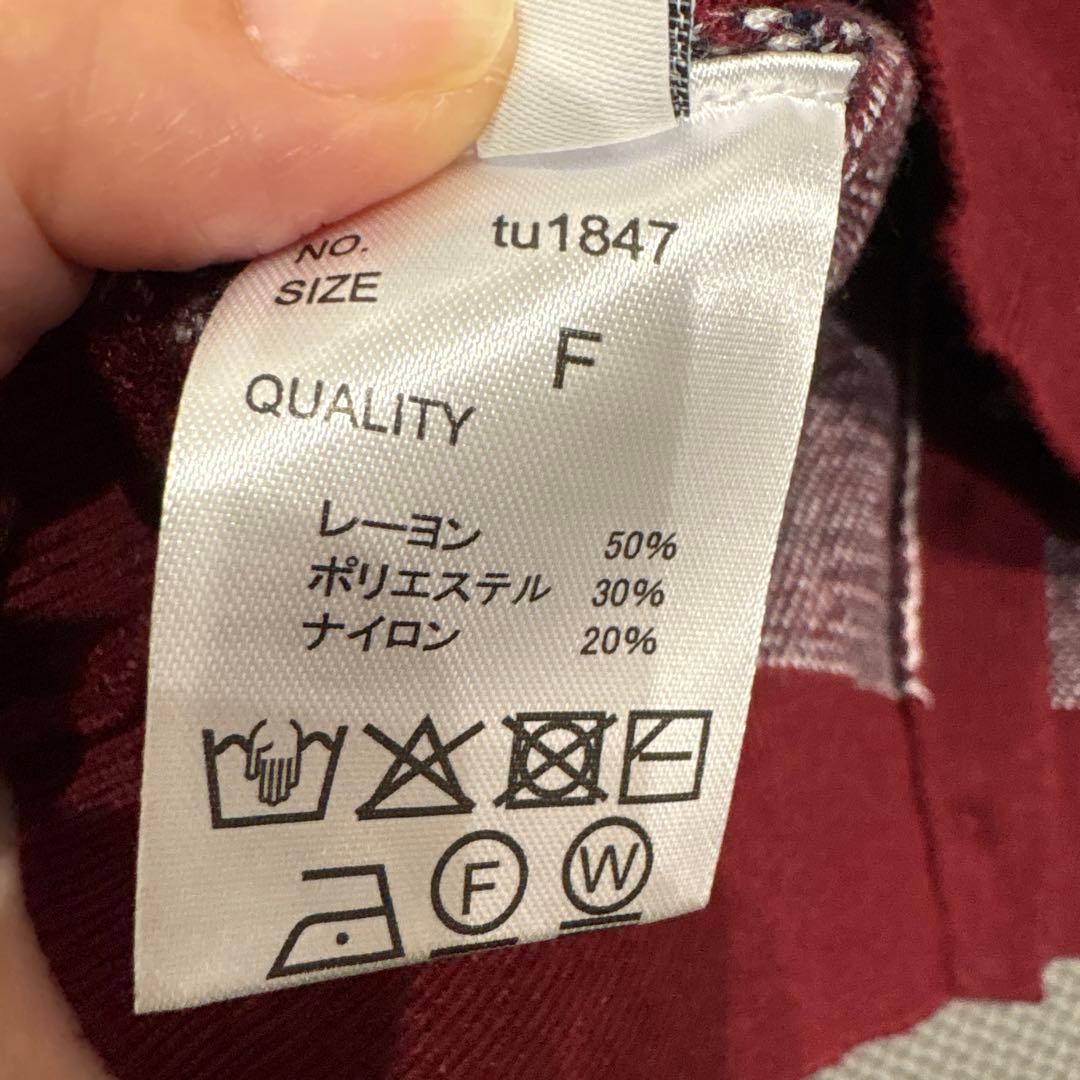 NO. tu1847
SIZE
F
QUALITY
レーヨン 50%
ポリエステル 30%
ナイロン 20%
F W